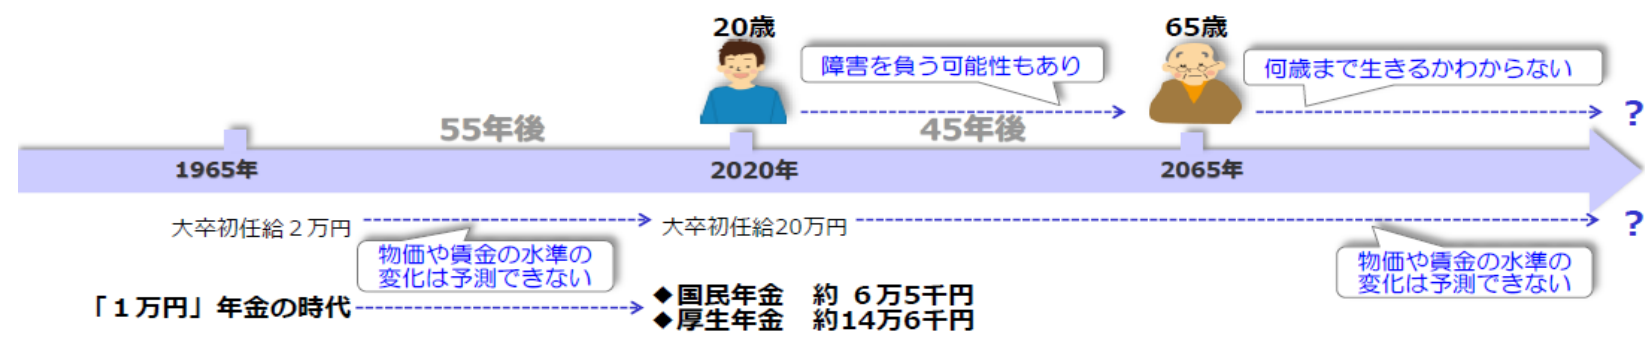 20歳
65歳
障害を負う可能性もあり
何歳まで生きるかわからない
?
55年後
45年後
1965年
2020年
2065年
大卒初任給２万円
大卒初任給20万円
?
物価や賃金の水準の
変化は予測できない
物価や賃金の水準の
変化は予測できない
「１万円」年金の時代
◆国民年金　約 ６万5千円
◆厚生年金　約14万6千円